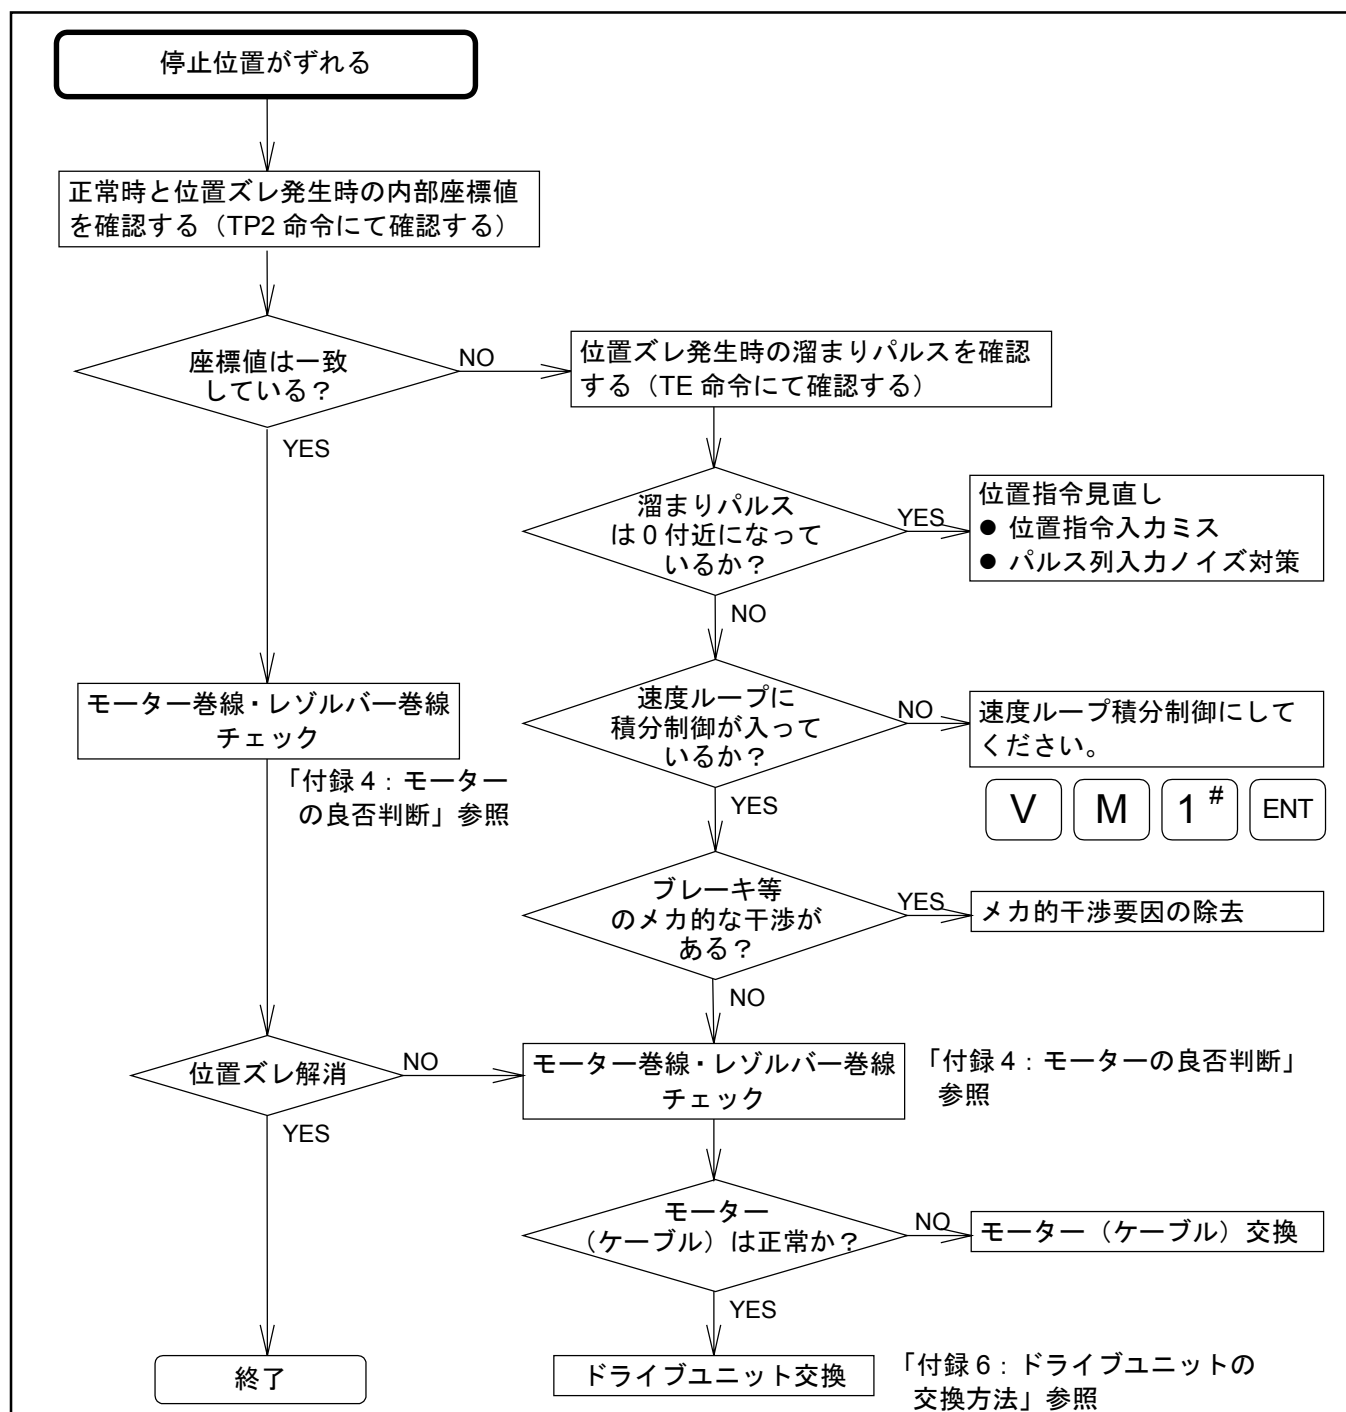 停止位置がずれる
正常時と位置ズレ発生時の内部座標値
を確認する（TP2 命令にて確認する）
座標値は一致
している？
NO
YES
位置ズレ発生時の溜まりパルスを確認
する（TE 命令にて確認する）
溜まりパルス
は 0 付近になって
いるか？
YES
NO
位置指令見直し
● 位置指令入力ミス
● パルス列入力ノイズ対策
モーター巻線・レゾルバー巻線
チェック
「付録 4：モーター
の良否判断」参照
速度ループに
積分制御が入って
いるか？
NO
YES
速度ループ積分制御にして
ください。
V M 1 # ENT
ブレーキ等
のメカ的な干渉が
ある？
YES
NO
メカ的干渉要因の除去
位置ズレ解消
NO
YES
モーター巻線・レゾルバー巻線
チェック
「付録 4：モーターの良否判断」
参照
モーター
（ケーブル）は正常か？
NO
YES
モーター（ケーブル）交換
終了
ドライブユニット交換
「付録 6：ドライブユニットの
交換方法」参照